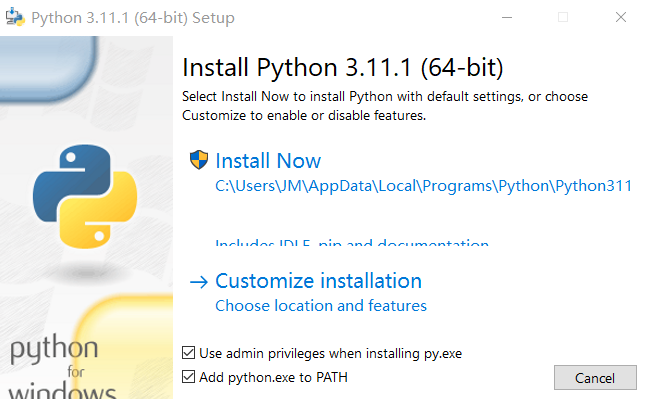 Python 3.11.1 (64-bit) Setup
Install Python 3.11.1 (64-bit)
Select Install Now to install Python with default settings, or choose
Customize to enable or disable features.
Install Now
C:\Users\JM\AppData\Local\Programs\Python\Python311
Includes IDLE, pip and documentation
Customize installation
Choose location and features
Use admin privileges when installing py.exe
Add python.exe to PATH
Cancel
python
for
windows